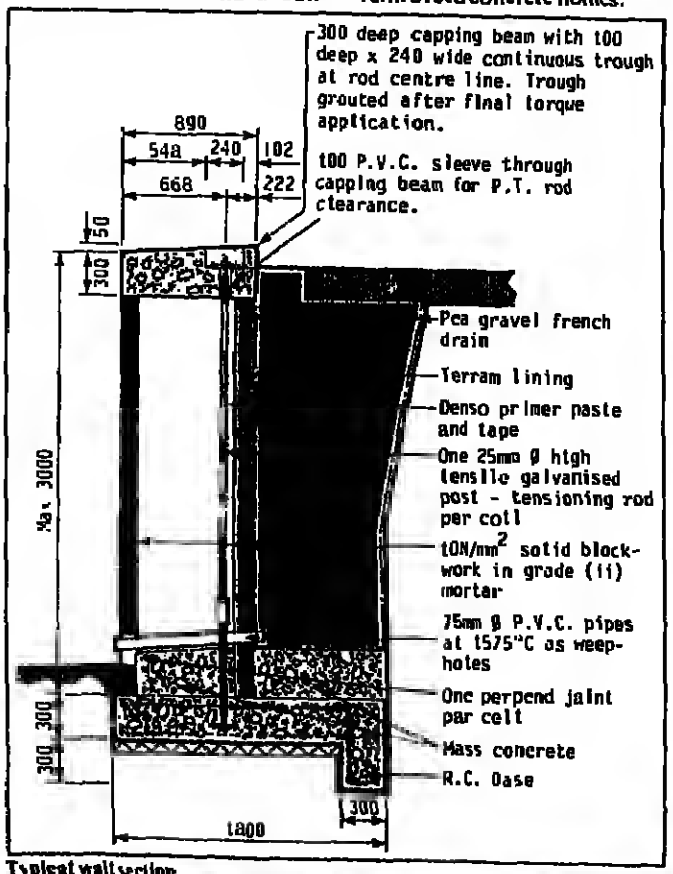 300 deep capping beam with 100
deep x 240 wide continuous trough
at rod centre line. Trough
grouted after final torque
application.
100 P.V.C. sleeve through
capping beam for P.T. rod
clearance.
890
548 240 102
668 222
50
300
Max. 3000
Pea gravel french
drain
Terram lining
Denso primer paste
and tape
One 25mm Ø high
tensile galvanised
post - tensioning rod
per cell
10N/mm² solid block-
work in grade (ii)
mortar
75mm Ø P.V.C. pipes
at 1575"C as weep-
holes
One perpend joint
per cell
Mass concrete
R.C. Base
300
300
300
1800
Typical wall section